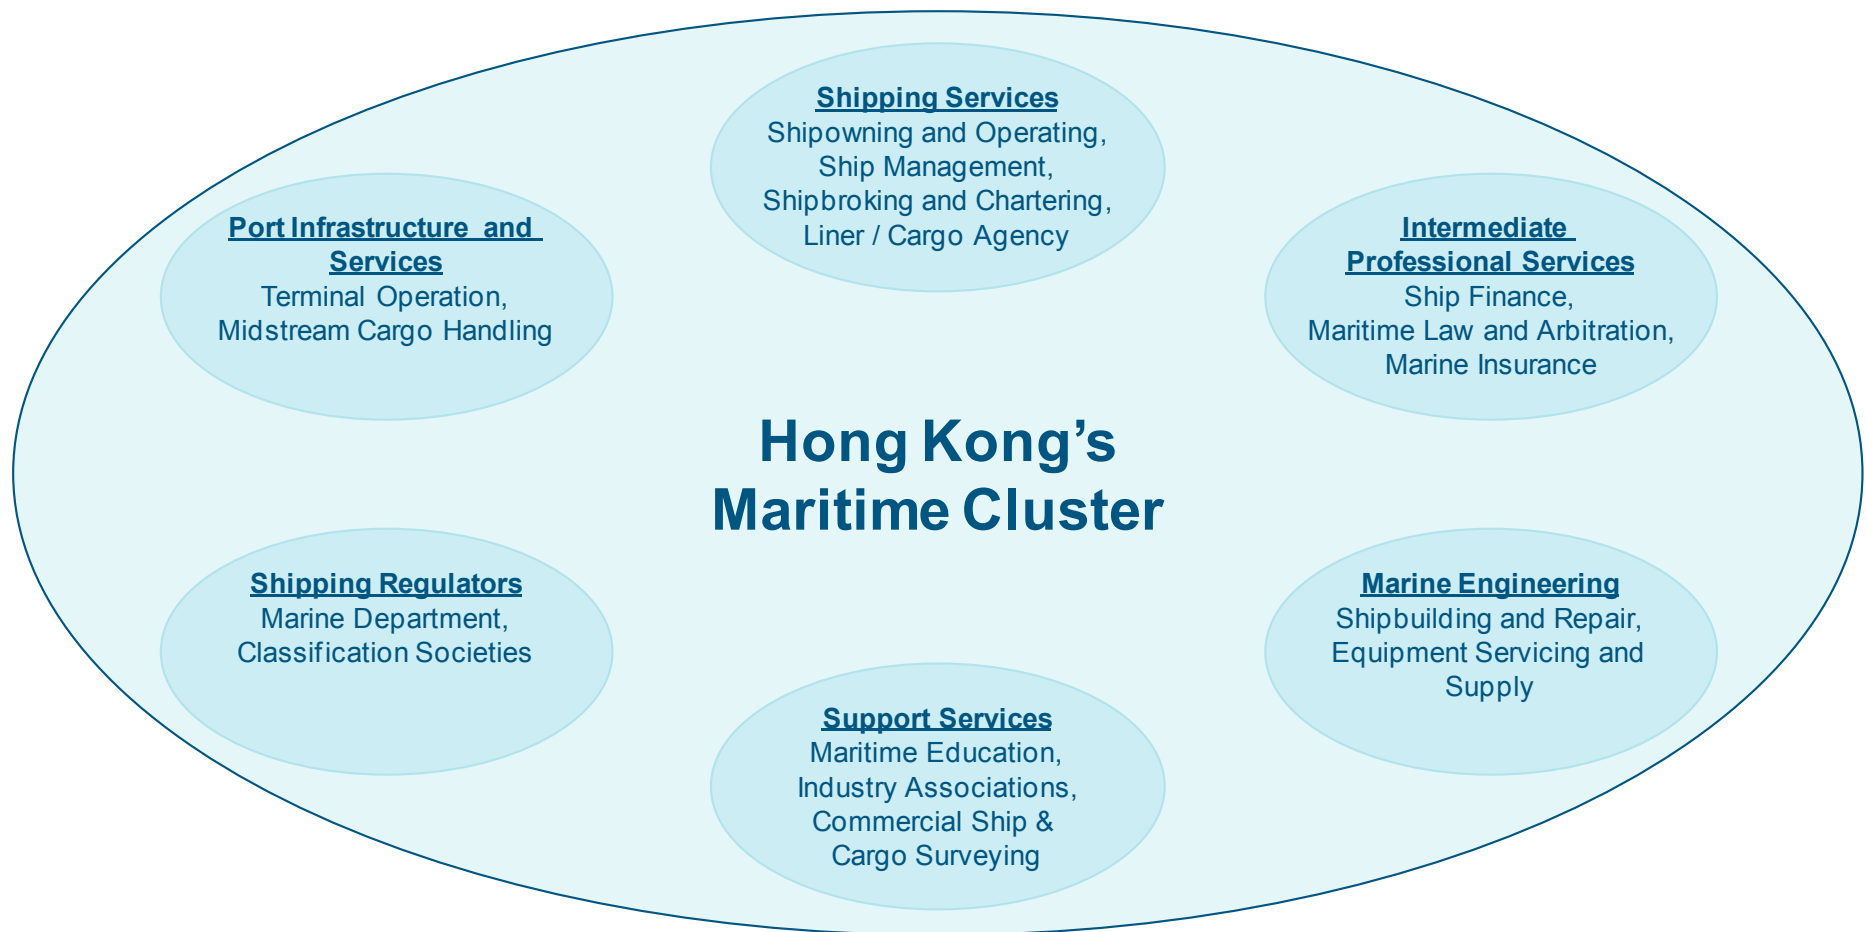 Shipping Services
Shipowning and Operating,
Ship Management,
Shipbroking and Chartering,
Liner / Cargo Agency
Port Infrastructure and
Services
Terminal Operation,
Midstream Cargo Handling
Intermediate
Professional Services
Ship Finance,
Maritime Law and Arbitration,
Marine Insurance
Hong Kong’s
Maritime Cluster
Shipping Regulators
Marine Department,
Classification Societies
Marine Engineering
Shipbuilding and Repair,
Equipment Servicing and
Supply
Support Services
Maritime Education,
Industry Associations,
Commercial Ship &
Cargo Surveying